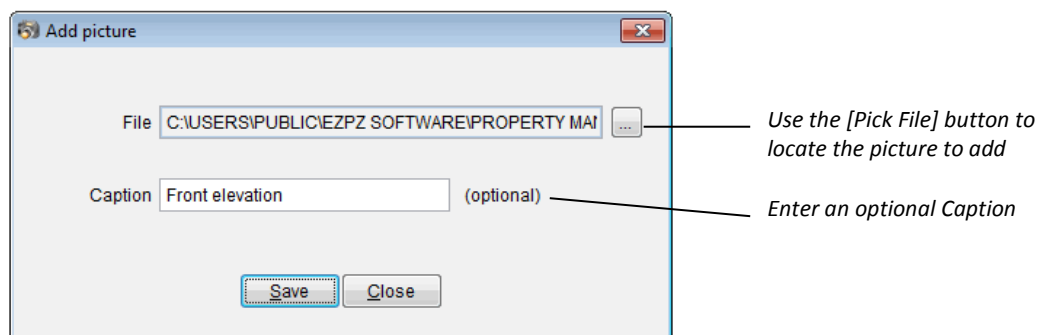 Add picture
File C:\USERS\PUBLIC\EZPZ SOFTWARE\PROPERTY MAN ...
Use the [Pick File] button to
locate the picture to add
Caption Front elevation (optional)
Enter an optional Caption
Save Close